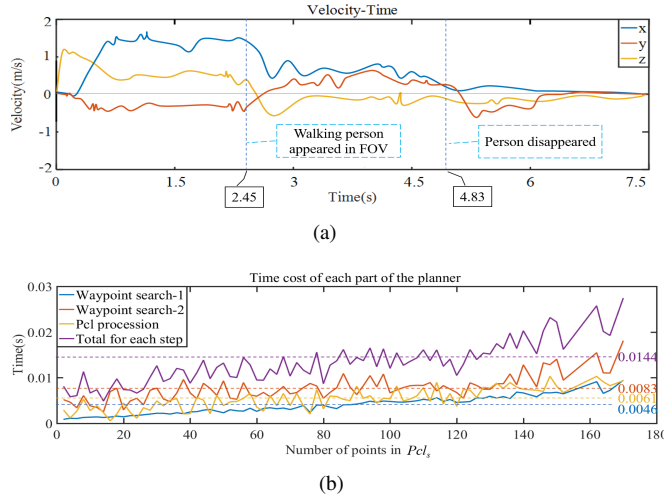 Velocity-Time
2
1
0
-1
-2
Velocity(m/s)
x
y
z
Walking person
appeared in FOV
Person disappeared
0
1.5
3
4.5
6
7.5
2.45
Time(s)
4.83
(a)
Time cost of each part of the planner
0.03
0.02
0.01
0
Time(s)
Waypoint search-1
Waypoint search-2
Pcl procession
Total for each step
0.0144
0.0083
0.0061
0.0046
0
20
40
60
80
100
120
140
160
180
Number of points in Pcls
(b)